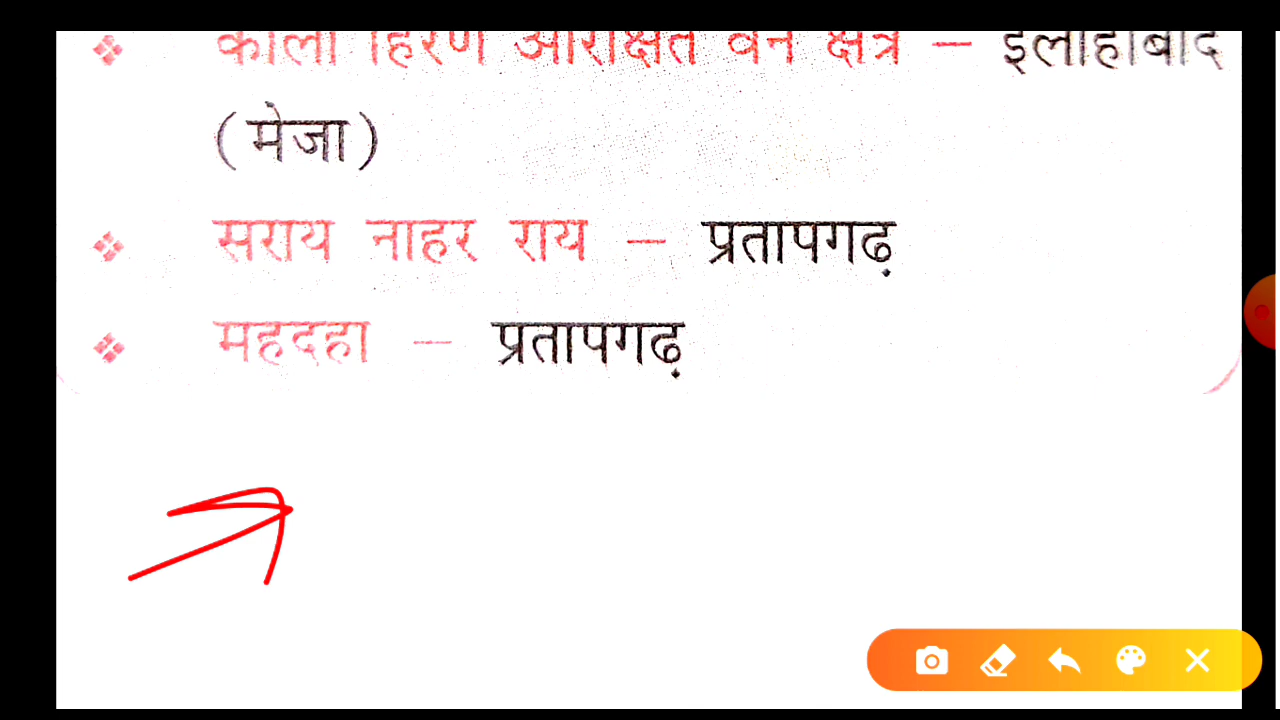 काला हिरण आरक्षित वन क्षेत्र – इलाहाबाद
(मेजा)
सराय नाहर राय – प्रतापगढ़
महदहा – प्रतापगढ़